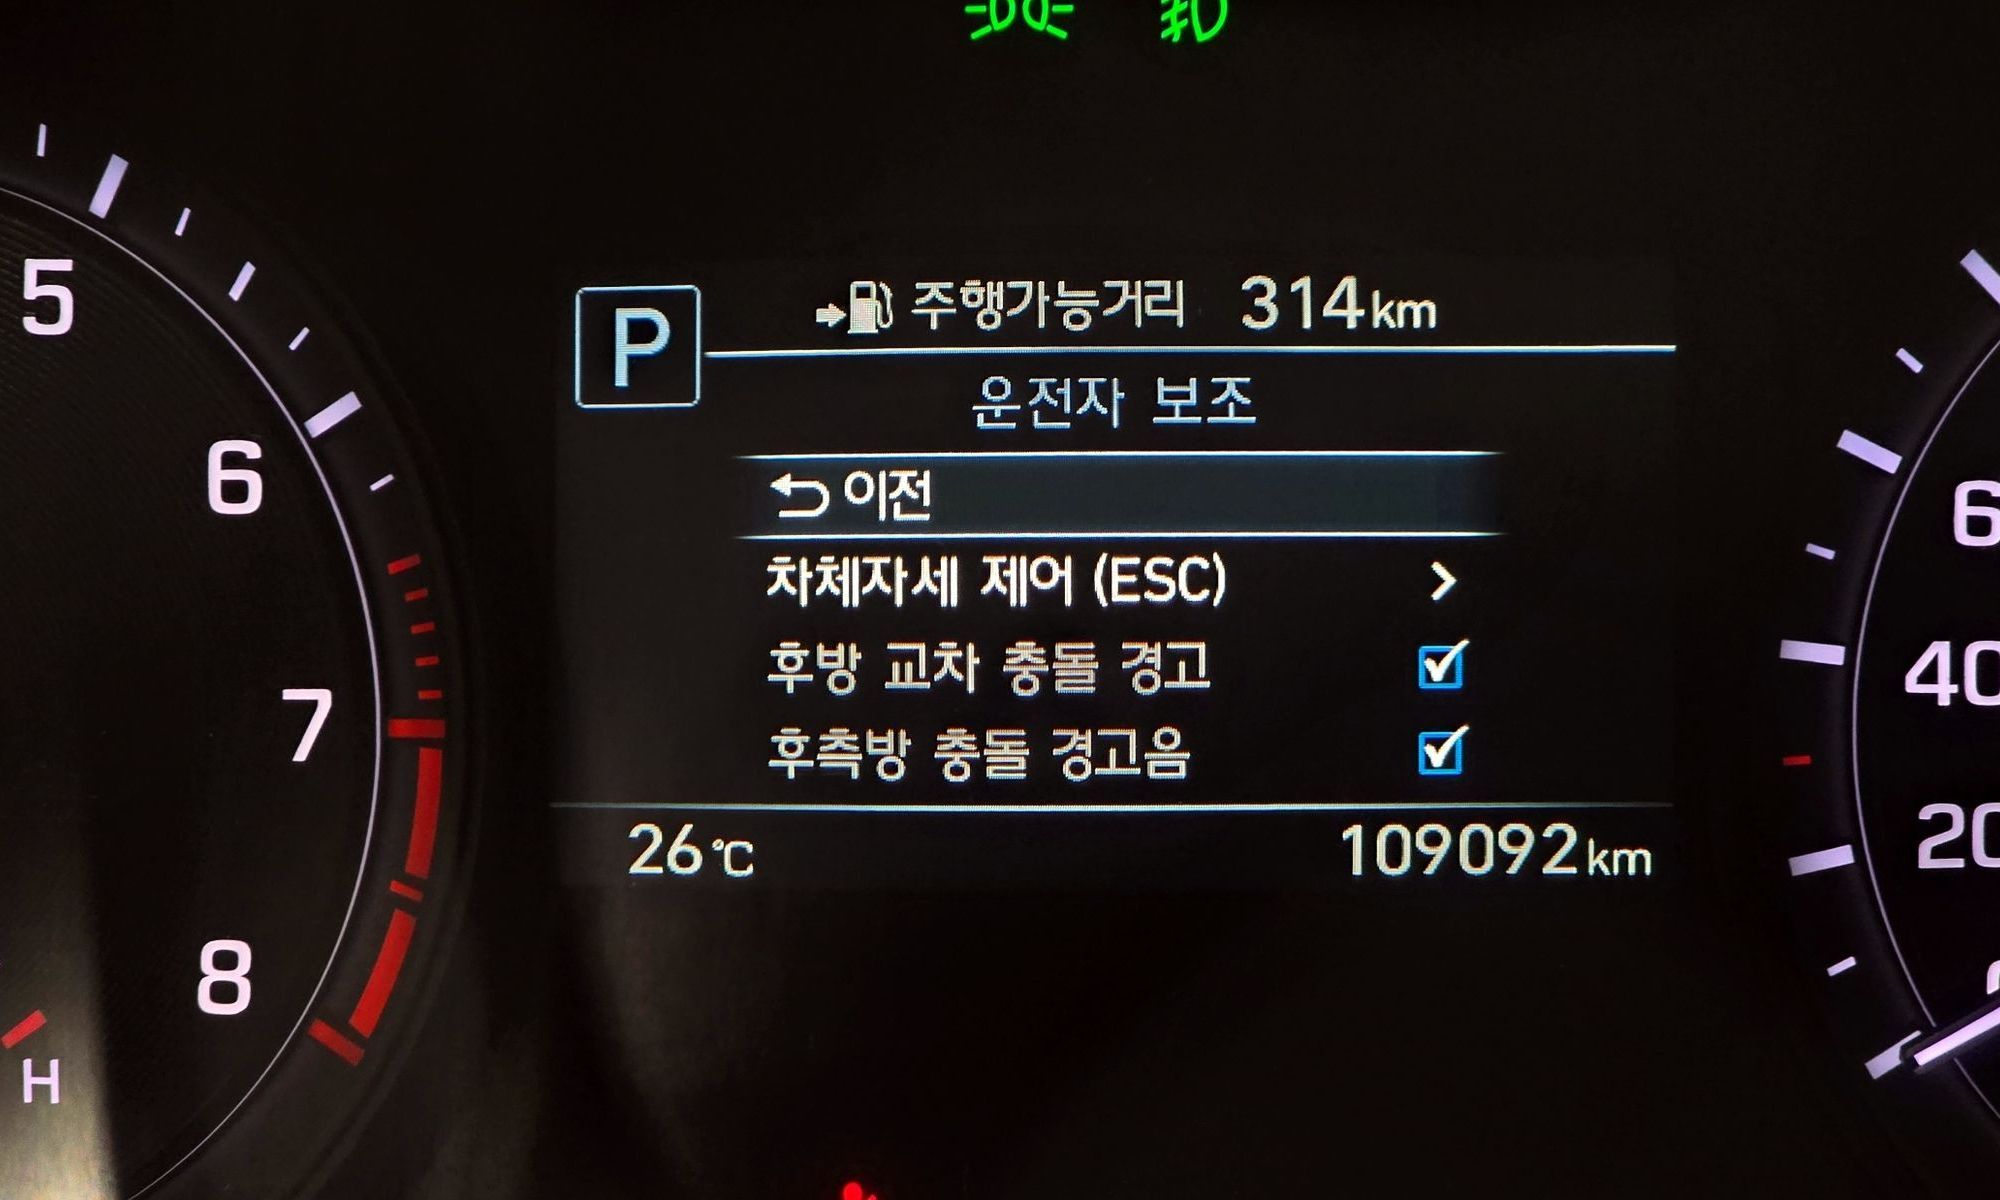 주행가능거리 314km
P
운전자 보조
이전
차체자세 제어 (ESC)
후방 교차 충돌 경고
후측방 충돌 경고음
26℃
109092km
5
6
7
8
H
40
20